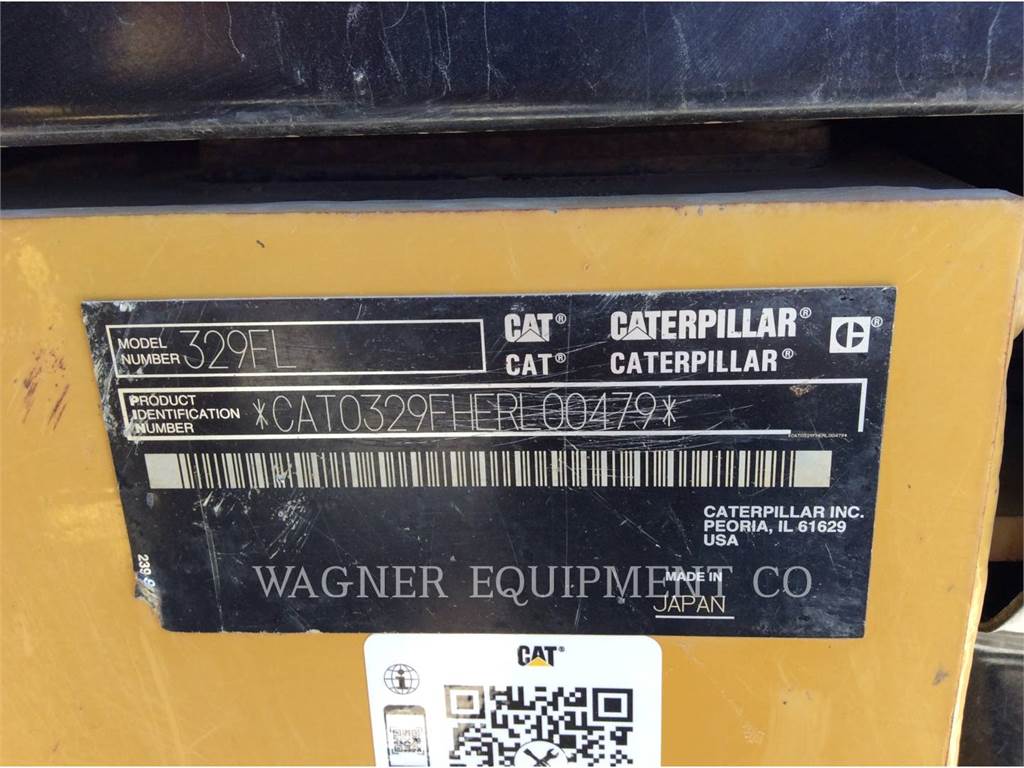 MODEL NUMBER 329FL
CAT® CATERPILLAR®
CAT® CATERPILLAR®
PRODUCT IDENTIFICATION NUMBER *CAT0329FHERL00479*
*CAT0329FHERL00479*
CATERPILLAR INC.
PEORIA, IL 61629
USA
WAGNER EQUIPMENT CO
MADE IN
JAPAN
CAT®